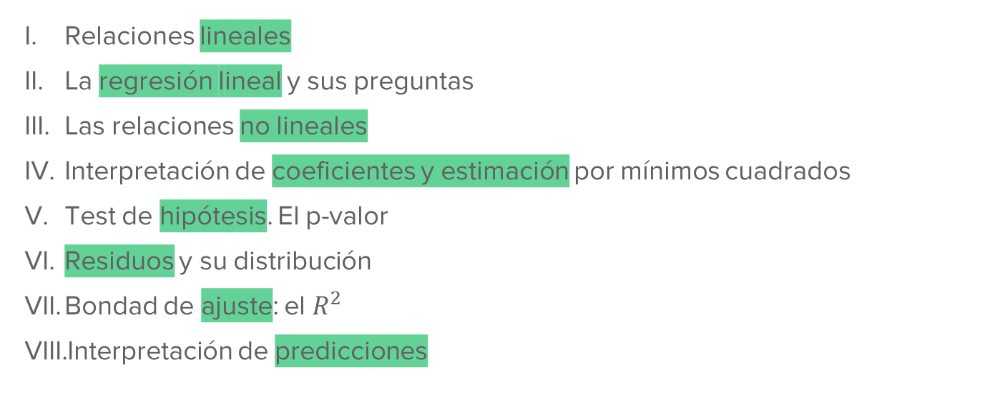 I. Relaciones lineales
II. La regresión lineal y sus preguntas
III. Las relaciones no lineales
IV. Interpretación de coeficientes y estimación por mínimos cuadrados
V. Test de hipótesis. El p-valor
VI. Residuos y su distribución
VII. Bondad de ajuste: el R²
VIII.Interpretación de predicciones